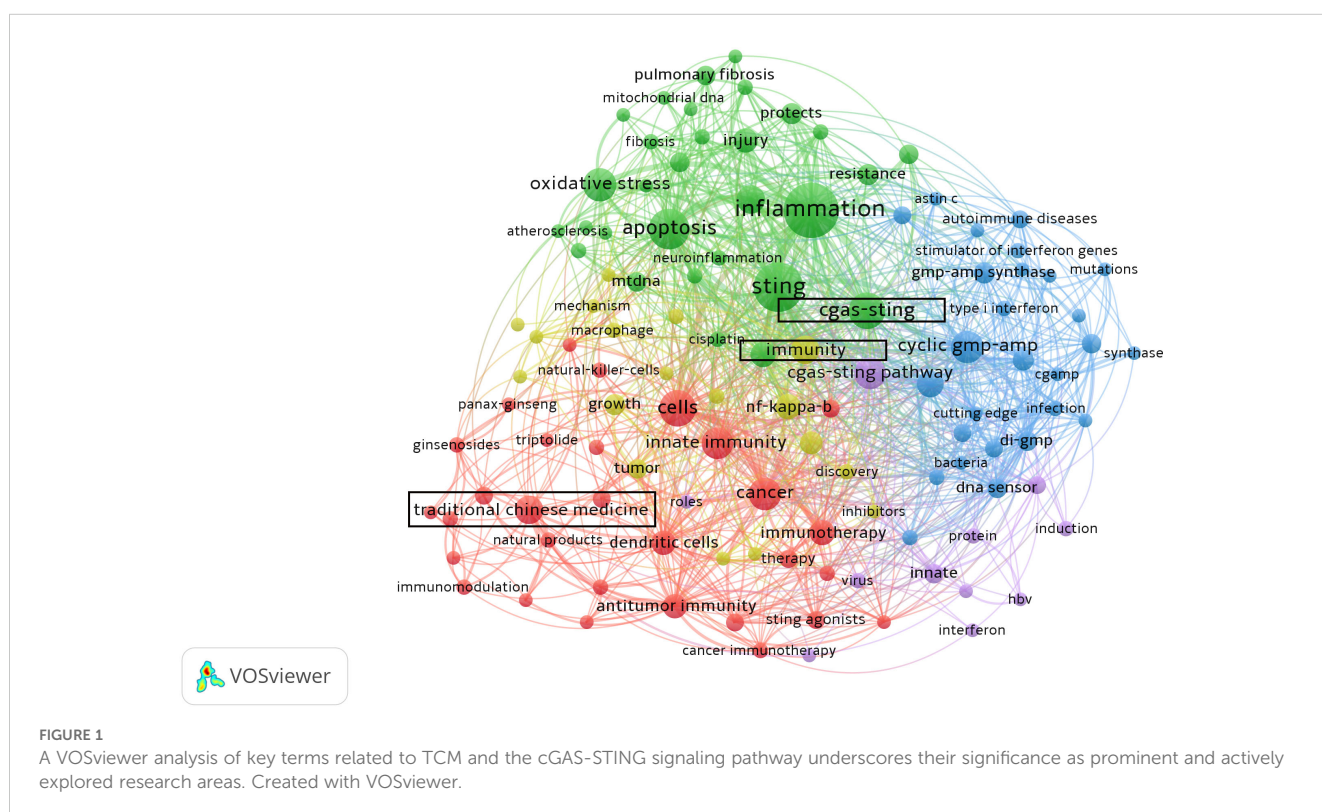 pulmonary fibrosis
mitochondrial dna
protects
fibrosis
injury
resistance
oxidative stress
astin c
inflammation
autoimmune diseases
apoptosis
atherosclerosis
stimulator of interferon genes
neuroinflammation
gmp-amp synthase
mutations
mtdna
sting
mechanism
cgas-sting
type i interferon
macrophage
cisplatin
immunity
cyclic gmp-amp
synthase
natural-killer-cells
cgas-sting pathway
cgamp
panax-ginseng
growth
cells
nf-kappa-b
cutting edge
infection
ginsenosides
triptolide
innate immunity
di-gmp
tumor
discovery
bacteria
cancer
dna sensor
roles
traditional chinese medicine
inhibitors
natural products
dendritic cells
immunotherapy
protein
induction
therapy
immunomodulation
virus
innate
antitumor immunity
hbv
sting agonists
interferon
cancer immunotherapy
VOSviewer
FIGURE 1
A VOSviewer analysis of key terms related to TCM and the cGAS-STING signaling pathway underscores their significance as prominent and actively
explored research areas. Created with VOSviewer.